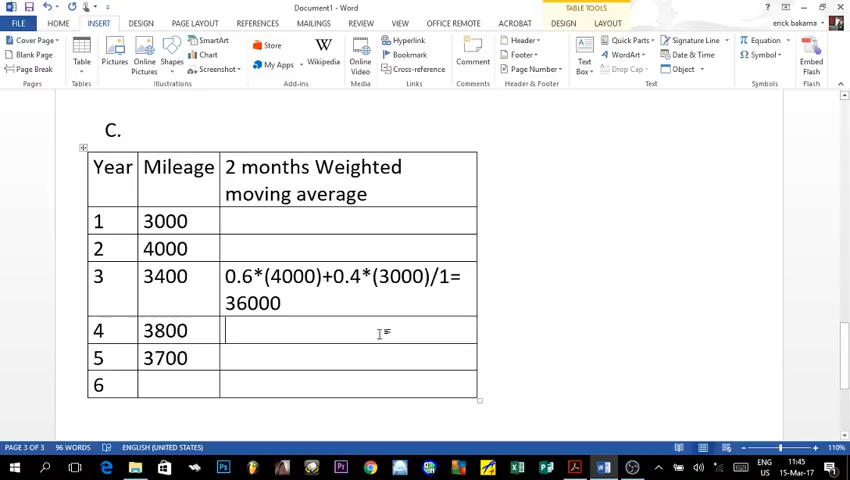 Document1 - Word
TABLE TOOLS
erick bakama
FILE HOME INSERT DESIGN PAGE LAYOUT REFERENCES MAILINGS REVIEW VIEW OFFICE REMOTE ACROBAT DESIGN LAYOUT
Cover Page
Blank Page
Page Break
Pages
Table
Tables
Pictures
Online Pictures
Shapes
SmartArt
Chart
Screenshot
Illustrations
Store
My Apps
Wikipedia
Add-ins
Online Video
Media
Hyperlink
Bookmark
Cross-reference
Links
Comment
Comments
Header
Footer
Page Number
Header & Footer
Text Box
Quick Parts
WordArt
Drop Cap
Signature Line
Date & Time
Object
Text
Equation
Symbol
Symbols
Embed Flash
Flash
C.
Year Mileage 2 months Weighted
moving average
1 3000
2 4000
3 3400 0.6*(4000)+0.4*(3000)/1=
36000
4 3800
5 3700
6
PAGE 3 OF 3 96 WORDS ENGLISH (UNITED STATES) 110%
ENG 11:45
US 15-Mar-17